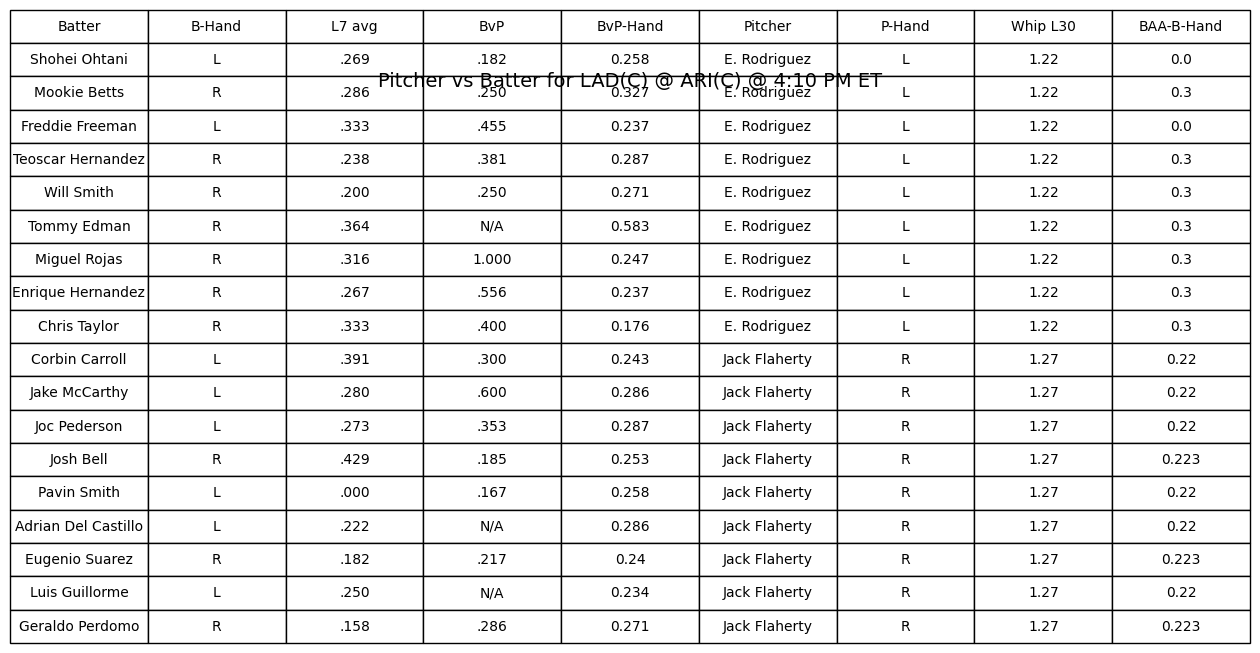 Batter B-Hand L7 avg BvP BvP-Hand Pitcher P-Hand Whip L30 BAA-B-Hand
Shohei Ohtani L .269 .182 0.258 E. Rodriguez L 1.22 0.0
Pitcher vs Batter for LAD(C) @ ARI(C) @ 4:10 PM ET
Mookie Betts R .286 .250 0.327 E. Rodriguez L 1.22 0.3
Freddie Freeman L .333 .455 0.237 E. Rodriguez L 1.22 0.0
Teoscar Hernandez R .238 .381 0.287 E. Rodriguez L 1.22 0.3
Will Smith R .200 .250 0.271 E. Rodriguez L 1.22 0.3
Tommy Edman R .364 N/A 0.583 E. Rodriguez L 1.22 0.3
Miguel Rojas R .316 1.000 0.247 E. Rodriguez L 1.22 0.3
Enrique Hernandez R .267 .556 0.237 E. Rodriguez L 1.22 0.3
Chris Taylor R .333 .400 0.176 E. Rodriguez L 1.22 0.3
Corbin Carroll L .391 .300 0.243 Jack Flaherty R 1.27 0.22
Jake McCarthy L .280 .600 0.286 Jack Flaherty R 1.27 0.22
Joc Pederson L .273 .353 0.287 Jack Flaherty R 1.27 0.22
Josh Bell R .429 .185 0.253 Jack Flaherty R 1.27 0.223
Pavin Smith L .000 .167 0.258 Jack Flaherty R 1.27 0.22
Adrian Del Castillo L .222 N/A 0.286 Jack Flaherty R 1.27 0.22
Eugenio Suarez R .182 .217 0.24 Jack Flaherty R 1.27 0.223
Luis Guillorme L .250 N/A 0.234 Jack Flaherty R 1.27 0.22
Geraldo Perdomo R .158 .286 0.271 Jack Flaherty R 1.27 0.223